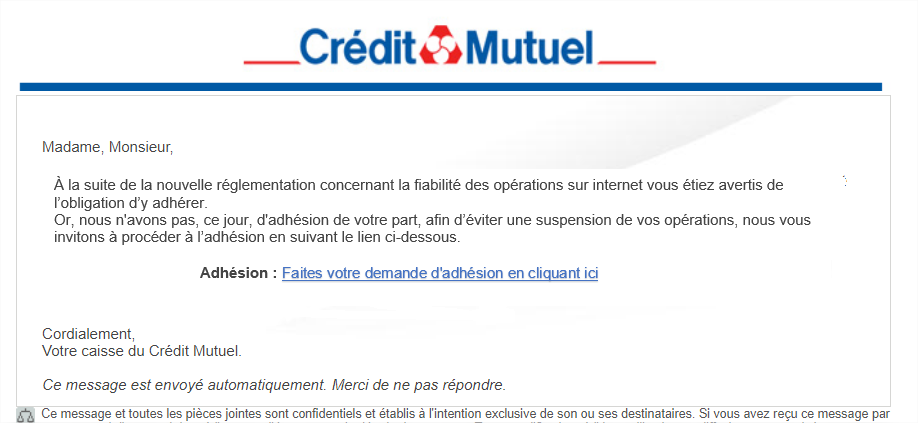 Crédit Mutuel
Madame, Monsieur,
À la suite de la nouvelle réglementation concernant la fiabilité des opérations sur internet vous étiez avertis de
l’obligation d’y adhérer.
Or, nous n'avons pas, ce jour, d'adhésion de votre part, afin d’éviter une suspension de vos opérations, nous vous
invitons à procéder à l’adhésion en suivant le lien ci-dessous.
Adhésion : Faites votre demande d'adhésion en cliquant ici
Cordialement,
Votre caisse du Crédit Mutuel.
Ce message est envoyé automatiquement. Merci de ne pas répondre.
Ce message et toutes les pièces jointes sont confidentiels et établis à l'intention exclusive de son ou ses destinataires. Si vous avez reçu ce message par